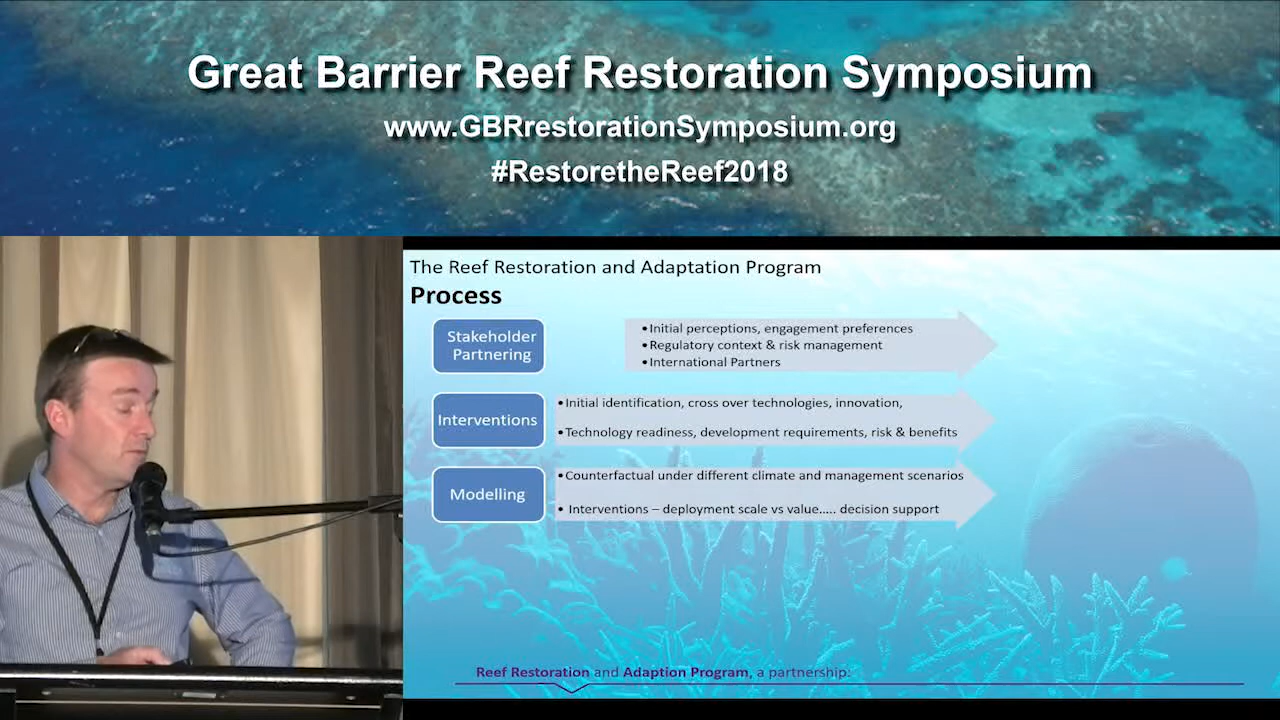 Great Barrier Reef Restoration Symposium
www.GBRrestorationSymposium.org
#RestoretheReef2018
The Reef Restoration and Adaptation Program
Process
Stakeholder
Partnering
•Initial perceptions, engagement preferences
•Regulatory context & risk management
•International Partners
Interventions
•Initial identification, cross over technologies, innovation,
•Technology readiness, development requirements, risk & benefits
Modelling
•Counterfactual under different climate and management scenarios
• Interventions – deployment scale vs value..... decision support
Reef Restoration and Adaption Program, a partnership: